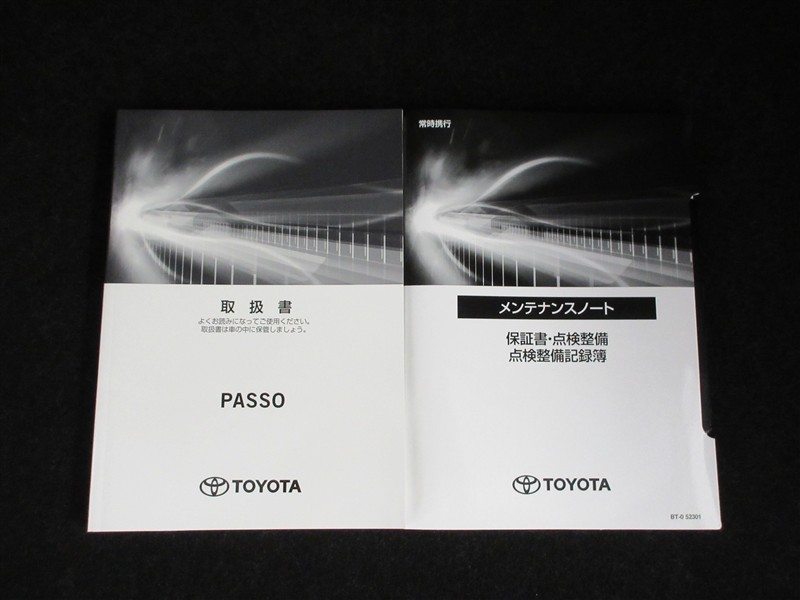 取扱書
よくお読みになってご使用ください。
取扱書は車の中に保管しましょう。
PASSO
TOYOTA
常時携行
メンテナンスノート
保証書・点検整備
点検整備記録簿
TOYOTA
BT-0 52301